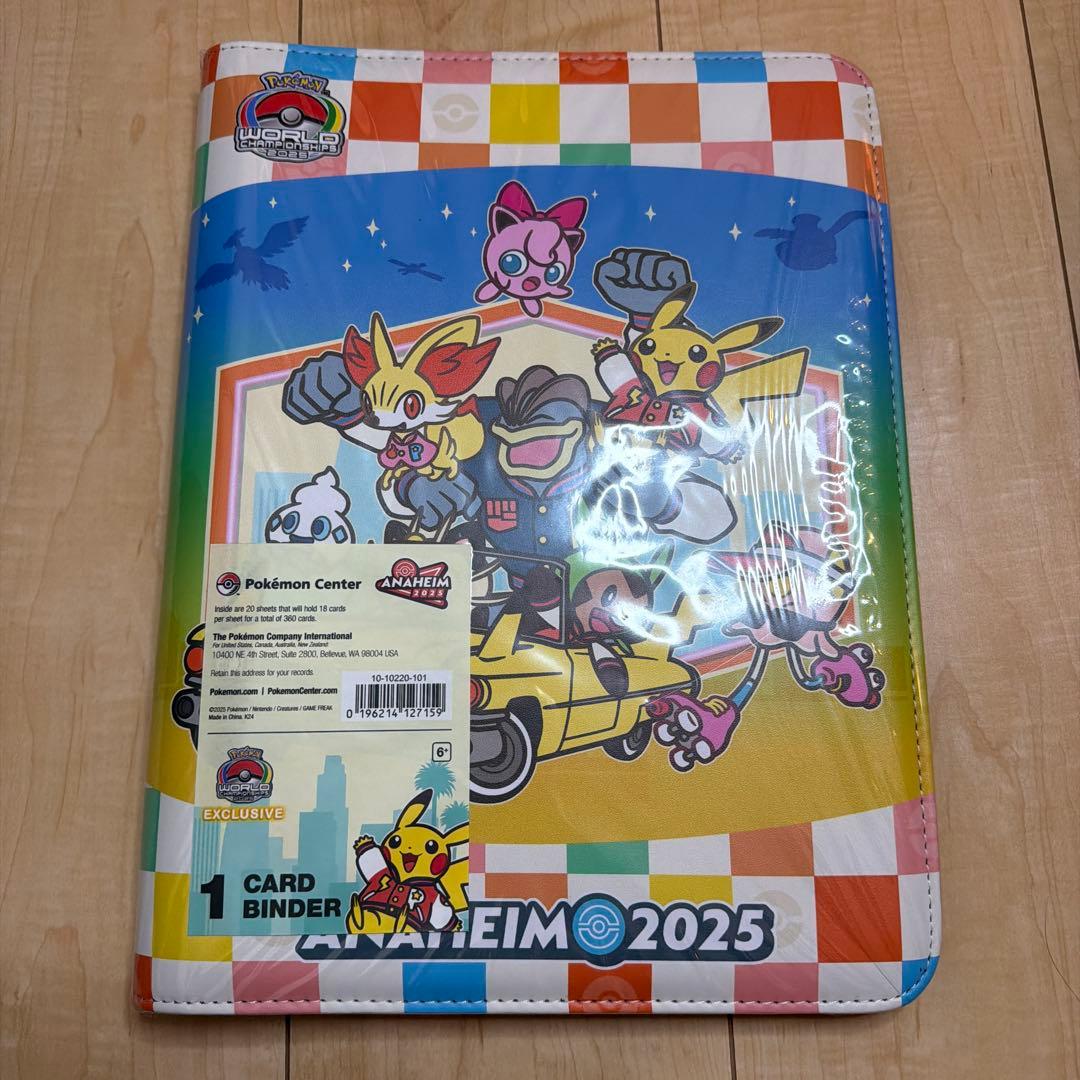 Pokémon
WORLD
CHAMPIONSHIPS
2025
Pokémon Center
ANAHEIM
2025
Inside are 20 sheets that will hold 18 cards
per sheet for a total of 360 cards.
The Pokémon Company International
For United States, Canada, Australia, New Zealand:
10400 NE 4th Street, Suite 2800, Bellevue, WA 98004 USA
Retain this address for your records.
Pokemon.com | PokemonCenter.com
©2025 Pokémon / Nintendo / Creatures / GAME FREAK
Made in China. K24
10-10220-101
0 196214 127159
6+
Pokémon
WORLD
CHAMPIONSHIPS
2025
EXCLUSIVE
1 CARD
BINDER
P
ANAHEIM 2025